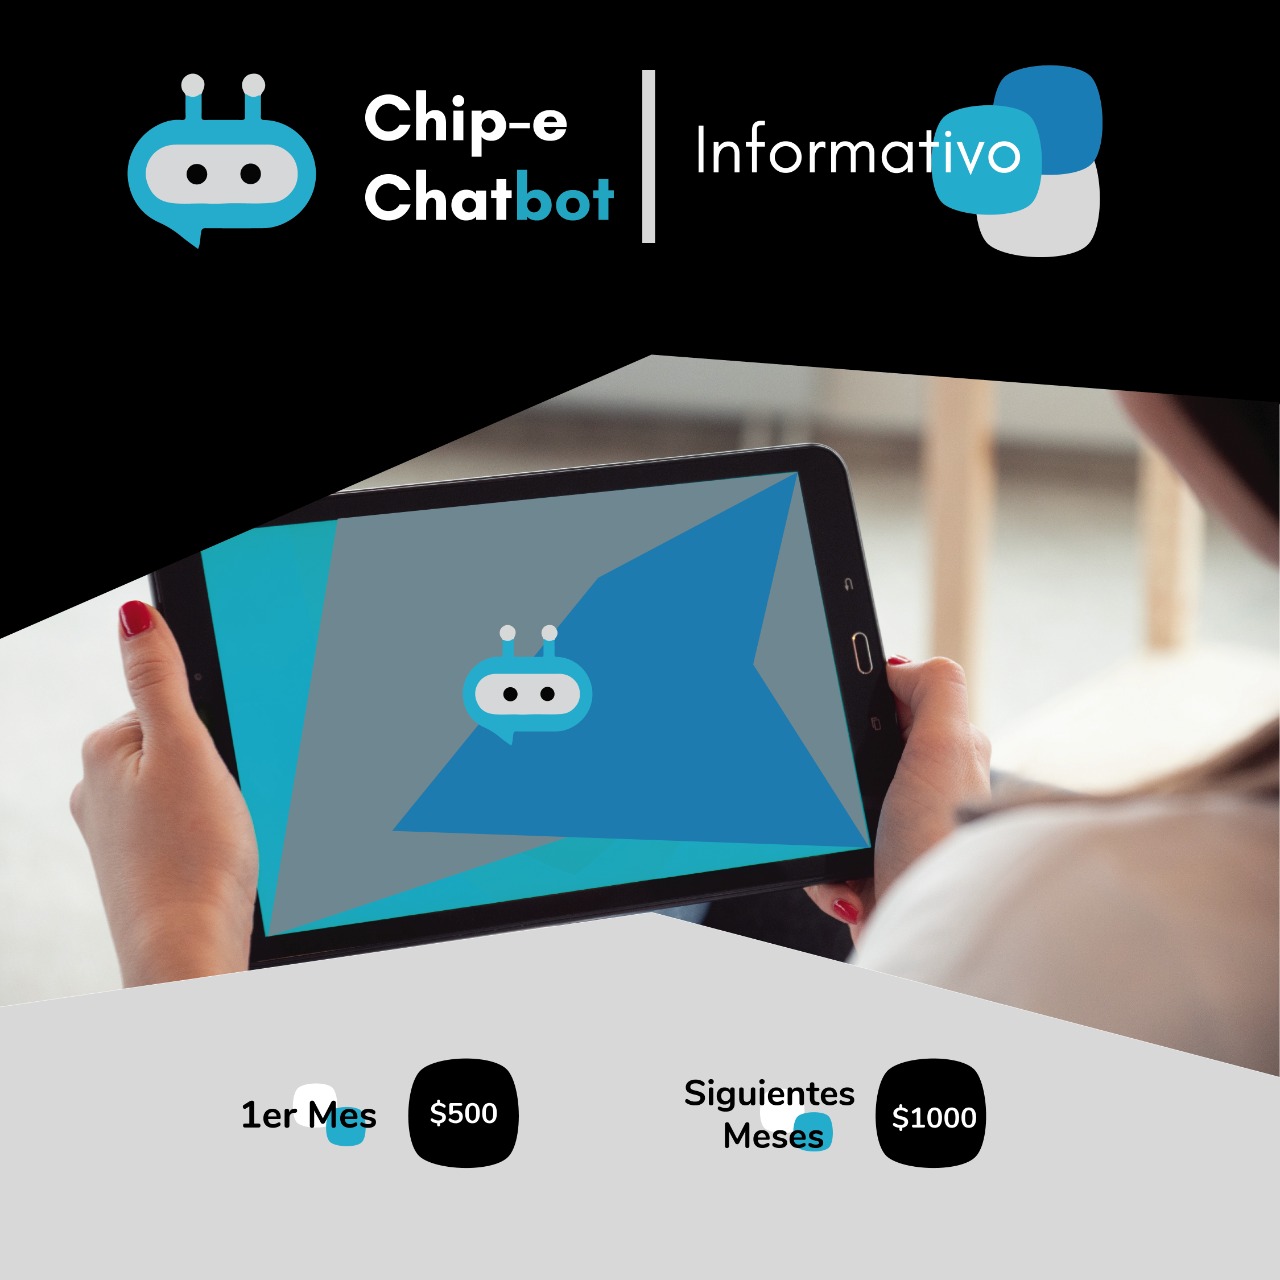 Chip-e
Chatbot
Informativo
1er Mes
$500
Siguientes
Meses
$1000